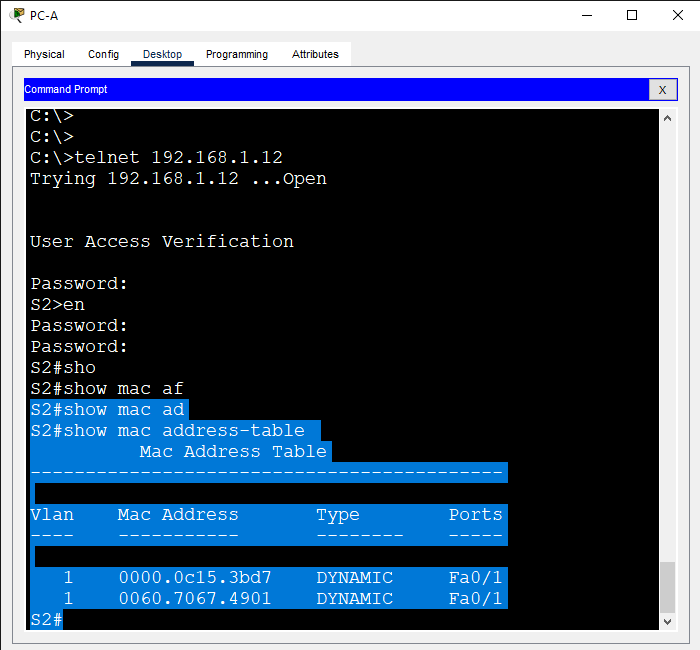 PC-A
Physical Config Desktop Programming Attributes
Command Prompt X
C:\>
C:\>
C:\>telnet 192.168.1.12
Trying 192.168.1.12 ...Open
User Access Verification
Password:
S2>en
Password:
Password:
S2#sho
S2#show mac af
S2#show mac ad
S2#show mac address-table
Mac Address Table
-------------------------------------------
Vlan Mac Address Type Ports
---- ----------- -------- -----
1 0000.0c15.3bd7 DYNAMIC Fa0/1
1 0060.7067.4901 DYNAMIC Fa0/1
S2#